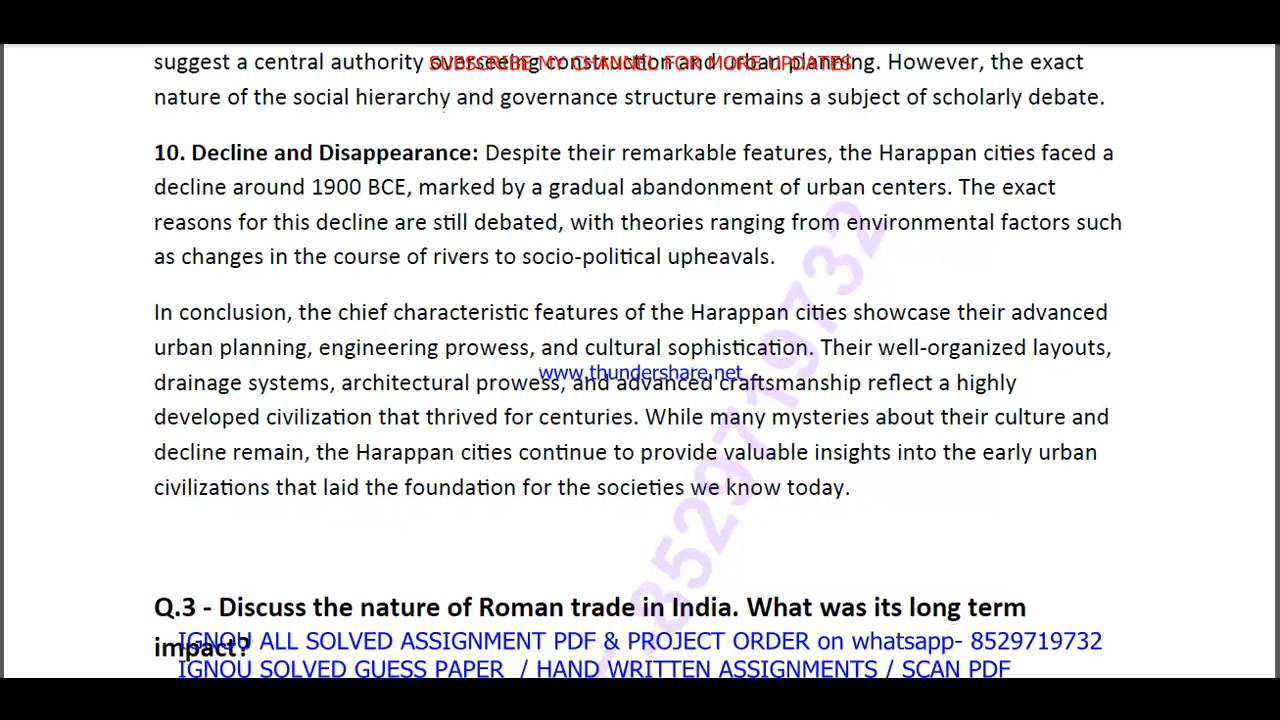 suggest a central authority overseeing construction and urban planning. However, the exact
SUBSCRIBE MY CHANNEL FOR MORE UPDATES
nature of the social hierarchy and governance structure remains a subject of scholarly debate.
10. Decline and Disappearance: Despite their remarkable features, the Harappan cities faced a
decline around 1900 BCE, marked by a gradual abandonment of urban centers. The exact
reasons for this decline are still debated, with theories ranging from environmental factors such
as changes in the course of rivers to socio-political upheavals.
In conclusion, the chief characteristic features of the Harappan cities showcase their advanced
urban planning, engineering prowess, and cultural sophistication. Their well-organized layouts,
www.thundershare.net
drainage systems, architectural prowess, and advanced craftsmanship reflect a highly
developed civilization that thrived for centuries. While many mysteries about their culture and
decline remain, the Harappan cities continue to provide valuable insights into the early urban
civilizations that laid the foundation for the societies we know today.
8529719732
Q.3 - Discuss the nature of Roman trade in India. What was its long term
impact?
IGNOU ALL SOLVED ASSIGNMENT PDF & PROJECT ORDER on whatsapp- 8529719732
IGNOU SOLVED GUESS PAPER / HAND WRITTEN ASSIGNMENTS / SCAN PDF